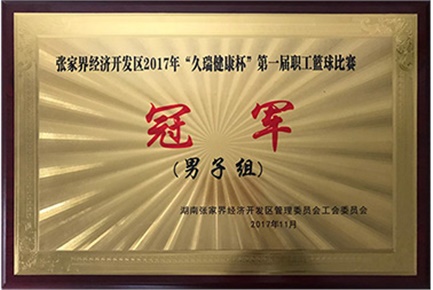 张家界经济开发区2017年“久瑞健康杯”第一届职工篮球比赛
冠军
(男子组)
湖南张家界经济开发区管理委员会工会委员会
2017年11月